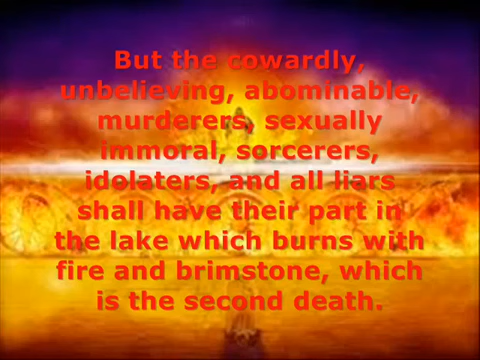 But the cowardly,
unbelieving, abominable,
murderers, sexually
immoral, sorcerers,
idolaters, and all liars
shall have their part in
the lake which burns with
fire and brimstone, which
is the second death.